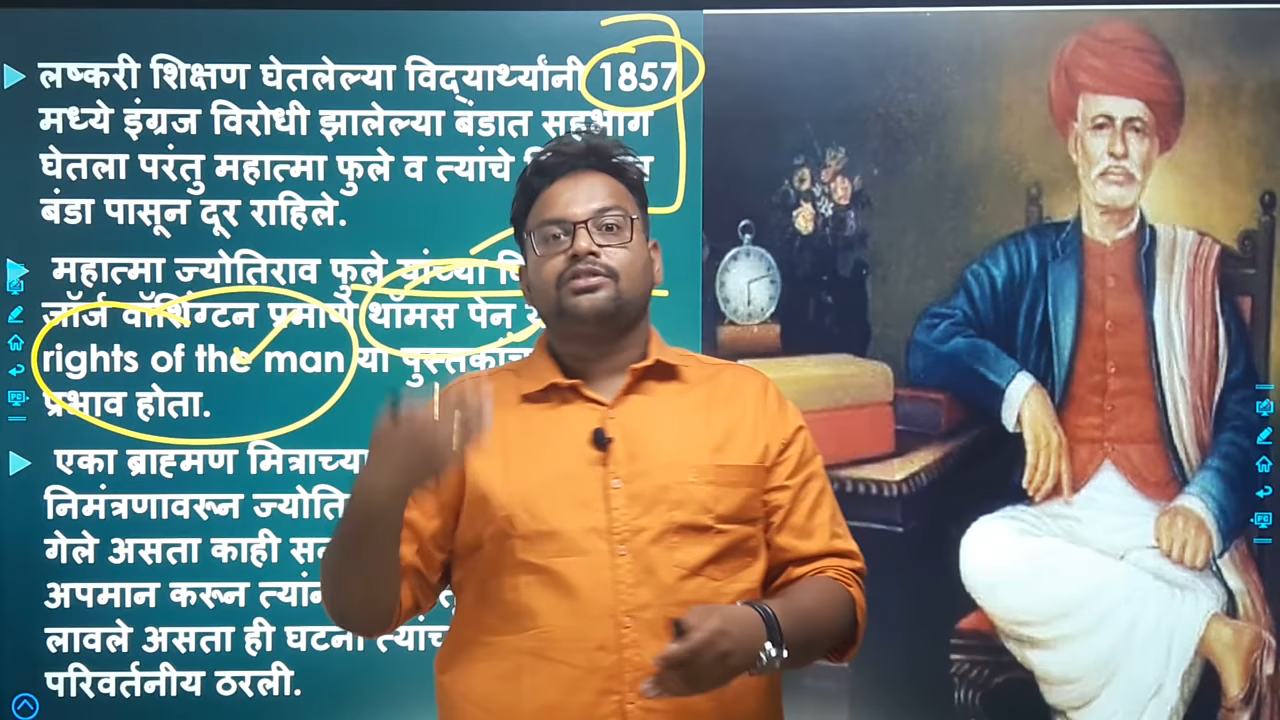 लष्करी शिक्षण घेतलेल्या विद्यार्थ्यांनी 1857
मध्ये इंग्रज विरोधी झालेल्या बंडात सहभाग
घेतला परंतु महात्मा फुले व त्यांचे
बंडा पासून दूर राहिले.
महात्मा ज्योतिराव फुले यांच्या
जॉर्ज वॉशिंग्टन प्रमाणे थॉमस पेन
rights of the man या
प्रभाव होता.
एका ब्राह्मण मित्राच्या
निमंत्रणावरून
गेले असता काही
अपमान करून
लावले असता ही घटना
परिवर्तनीय ठरली.